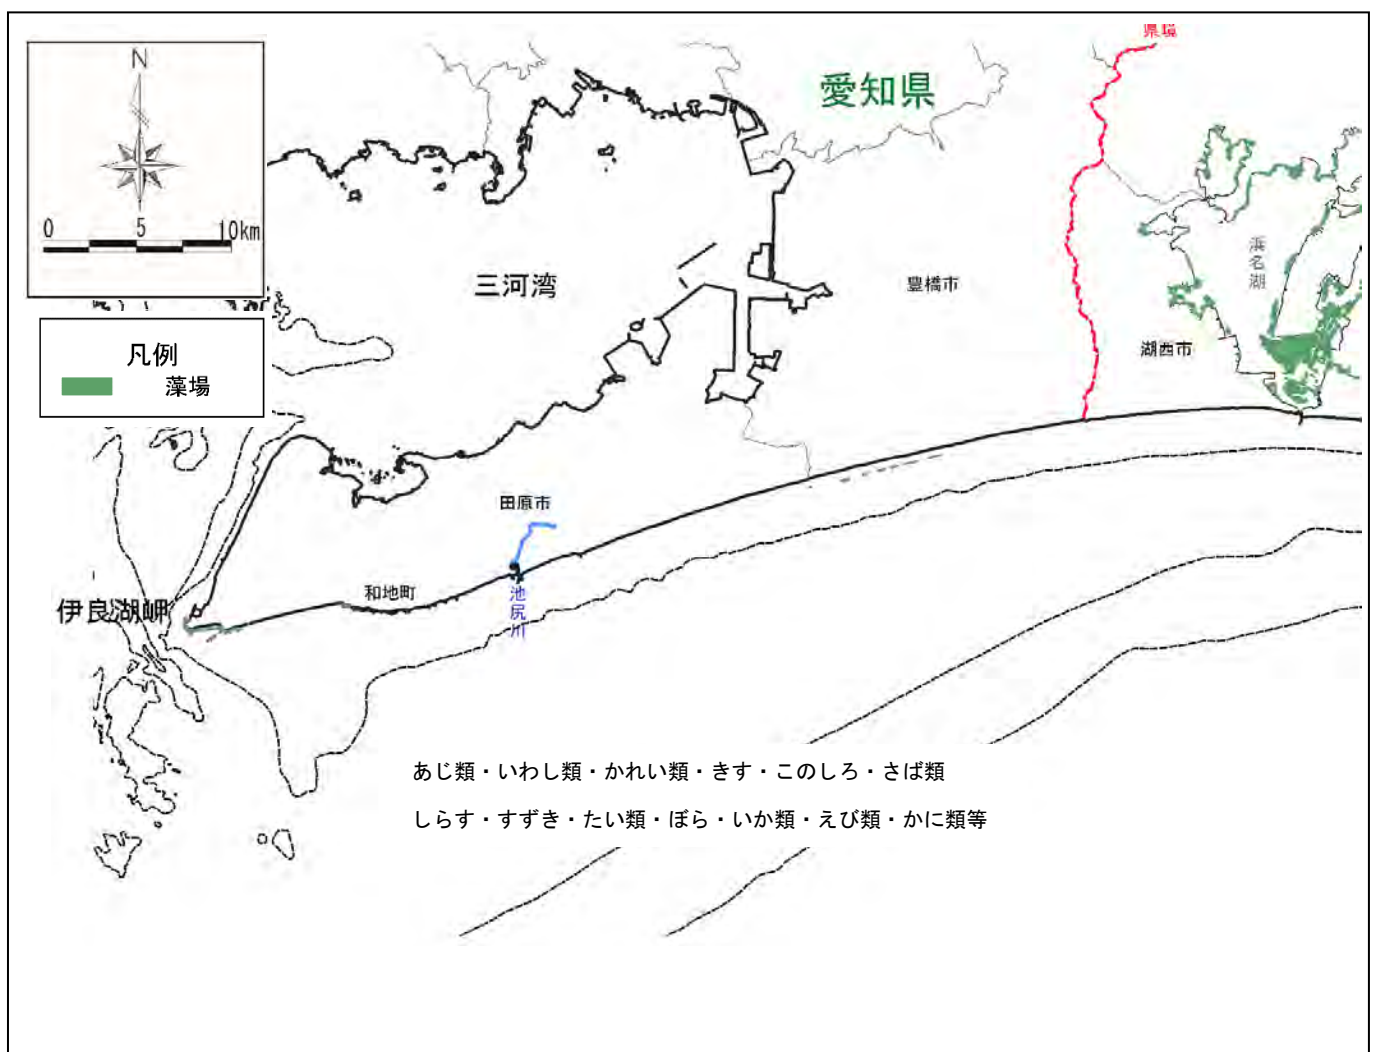 県境
N
愛知県
0 5 10km
三河湾
豊橋市
浜名湖
湖西市
凡例
藻場
田原市
和地町
池尻川
伊良湖岬
あじ類・いわし類・かれい類・きす・このしろ・さば類
しらす・すずき・たい類・ぼら・いか類・えび類・かに類等